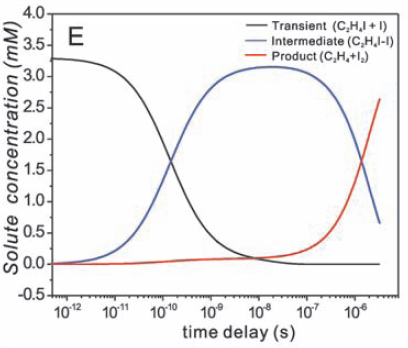 E
Transient (C₂H₄I + I)
Intermediate (C₂H₄I-I)
Product (C₂H₄+I₂)
Solute concentration (mM)
4.0
3.5
3.0
2.5
2.0
1.5
1.0
0.5
0.0
-0.5
10⁻¹² 10⁻¹¹ 10⁻¹⁰ 10⁻⁹ 10⁻⁸ 10⁻⁷ 10⁻⁶
time delay (s)